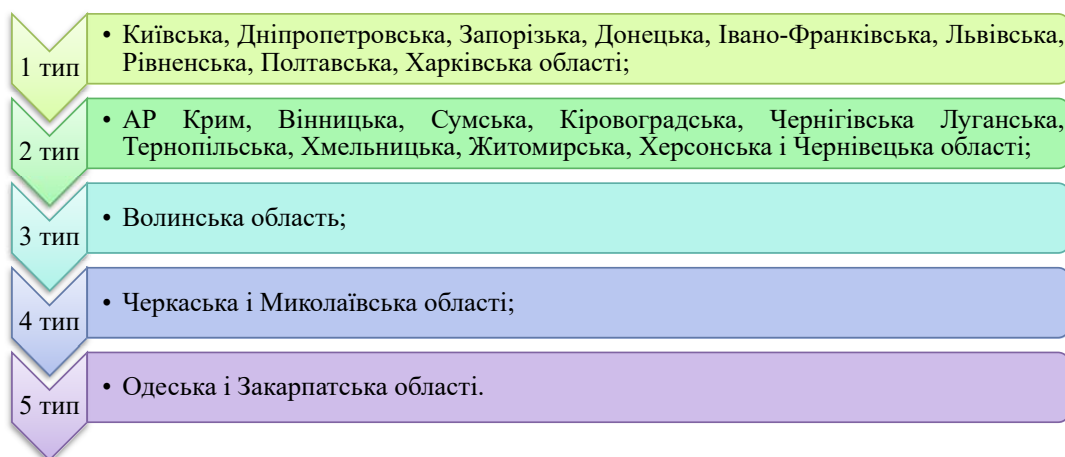 1 тип
• Київська, Дніпропетровська, Запорізька, Донецька, Івано-Франківська, Львівська,
Рівненська, Полтавська, Харківська області;
2 тип
• АР Крим, Вінницька, Сумська, Кіровоградська, Чернігівська Луганська,
Тернопільська, Хмельницька, Житомирська, Херсонська і Чернівецька області;
3 тип
• Волинська область;
4 тип
• Черкаська і Миколаївська області;
5 тип
• Одеська і Закарпатська області.